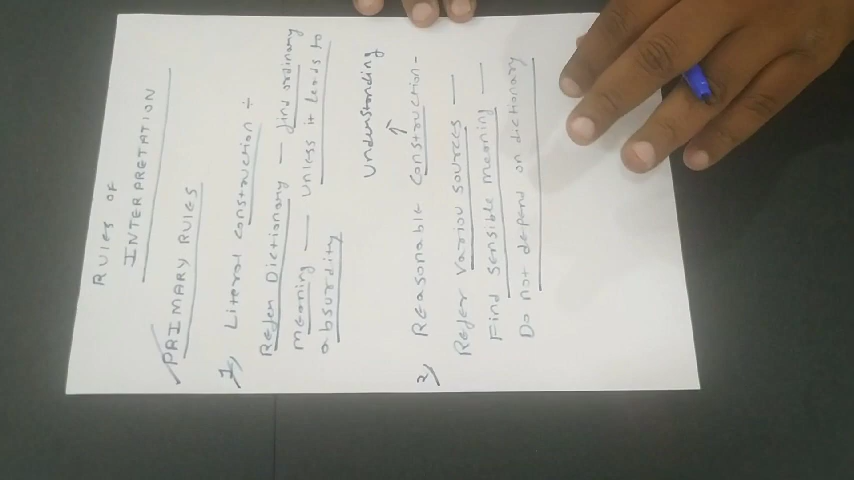 RULES OF
INTERPRETATION
PRIMARY RULES
1) Literal construction ÷
Refer Dictionary — find ordinary
meaning — unless it leads to
absurdity
understanding
↑
2) Reasonable construction -
Refer variou sources —
Find sensible meaning —
Do not depend on dictionary